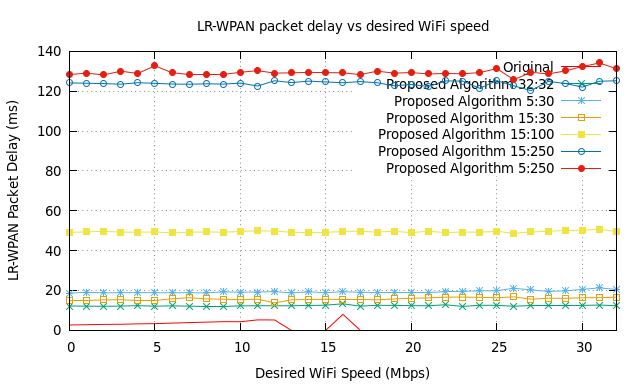 LR-WPAN packet delay vs desired WiFi speed
140
120
100
80
60
40
20
0
LR-WPAN Packet Delay (ms)
Original
Proposed Algorithm 32:32
Proposed Algorithm 5:30
Proposed Algorithm 15:30
Proposed Algorithm 15:100
Proposed Algorithm 15:250
Proposed Algorithm 5:250
0 5 10 15 20 25 30
Desired WiFi Speed (Mbps)